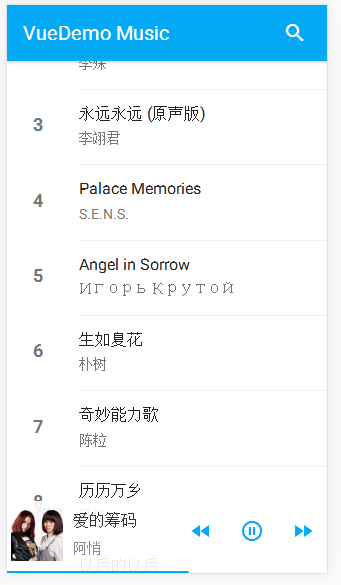 VueDemo Music
李殊
3
永远永远 (原声版)
李翊君
4
Palace Memories
S.E.N.S.
5
Angel in Sorrow
Игорь Крутой
6
生如夏花
朴树
7
奇妙能力歌
陈粒
8
历历万乡
爱的筹码
阿悄
以后的以后